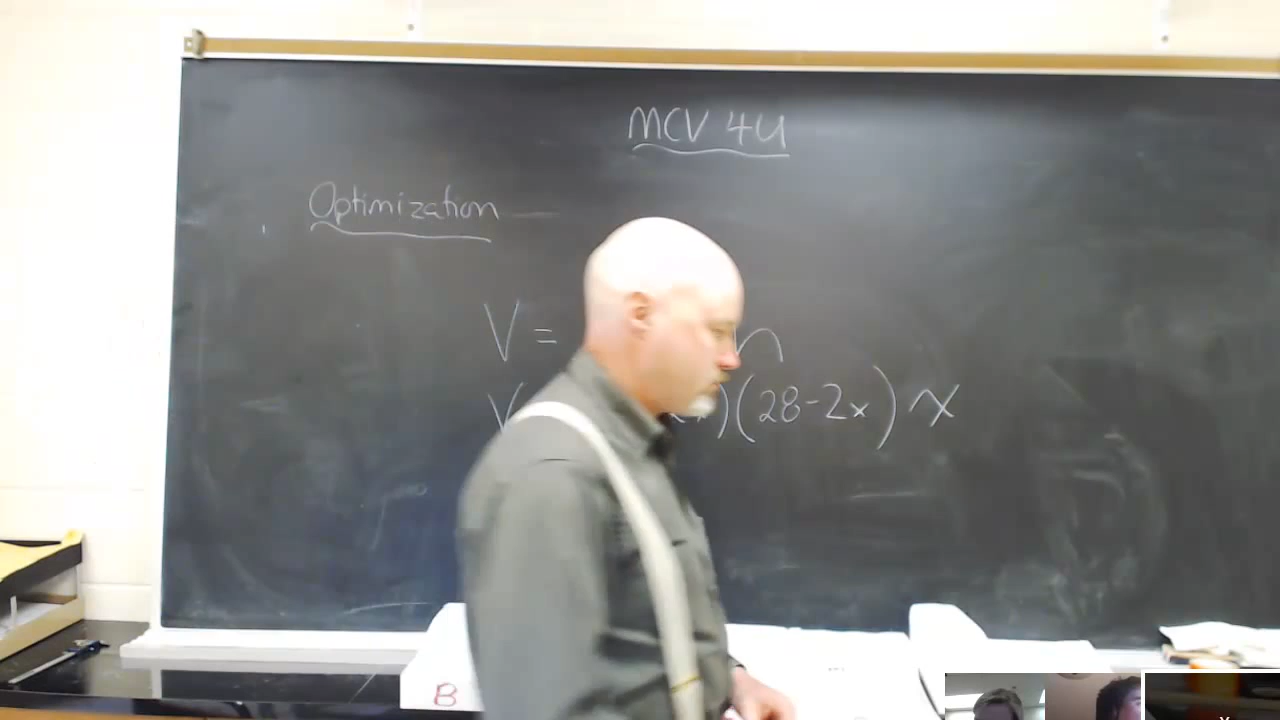 MCV 4U
Optimization
V = h
V( x)(28-2x) x
B